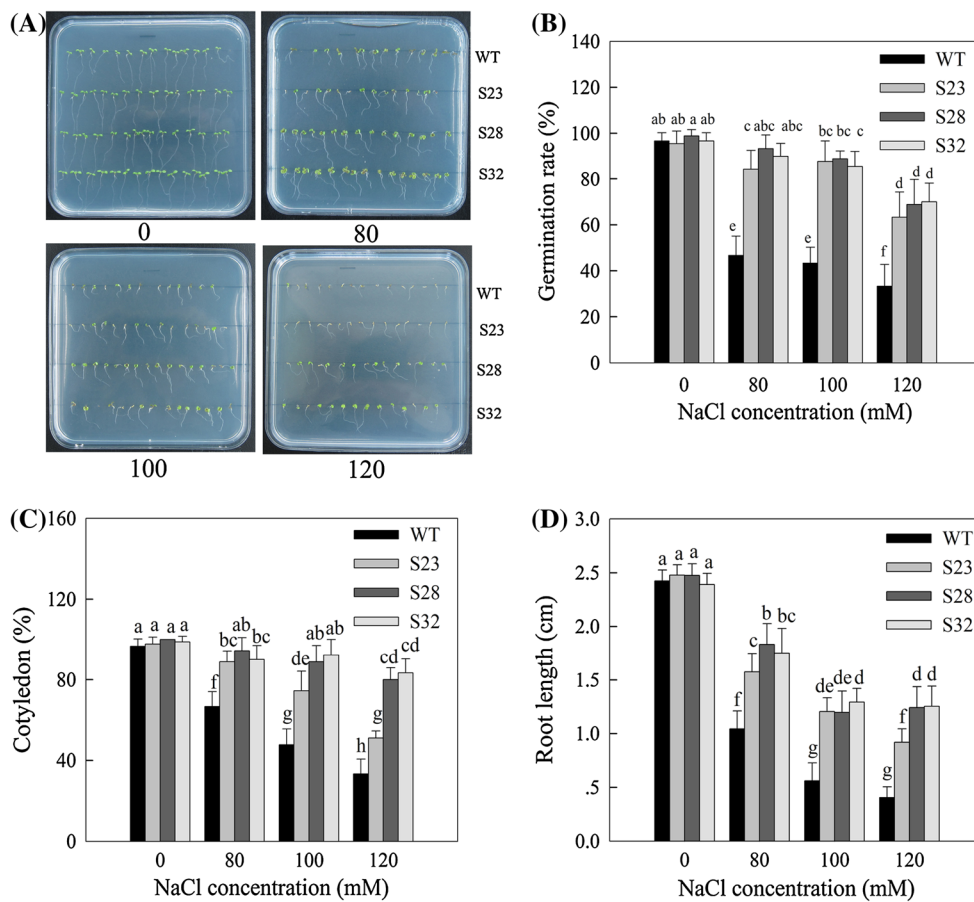 (A)
WT
S23
S28
S32
0
80
WT
S23
S28
S32
100
120
(B)
Germination rate (%)
140
120
100
80
60
40
20
0
WT
S23
S28
S32
ab ab a ab
e c abc abc
e bc bc c
f d d d
0 80 100 120
NaCl concentration (mM)
(C)
Cotyledon (%)
160
120
80
40
0
WT
S23
S28
S32
a a a a
f bc ab bc
g de ab ab
h g cd cd
0 80 100 120
NaCl concentration (mM)
(D)
Root length (cm)
3.0
2.5
2.0
1.5
1.0
.5
0.0
WT
S23
S28
S32
a a a a
f c b bc
g de de d
g f d d
0 80 100 120
NaCl concentration (mM)